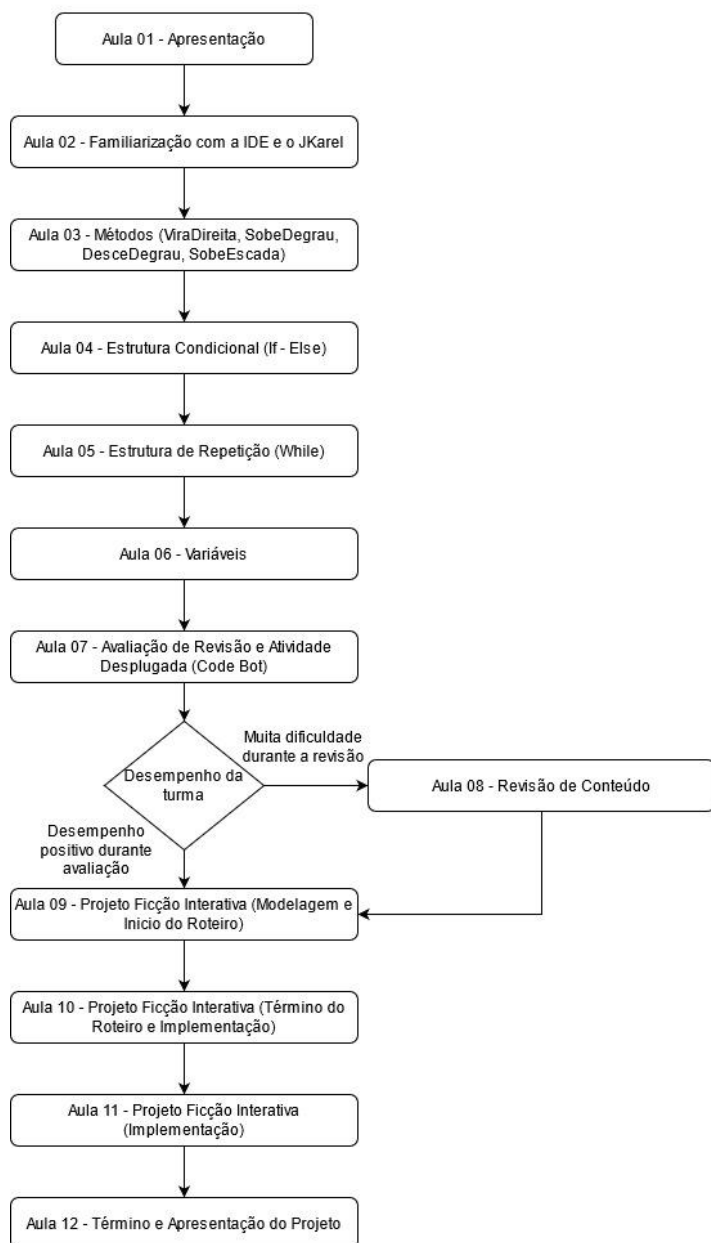 Aula 01 - Apresentação
Aula 02 - Familiarização com a IDE e o JKarel
Aula 03 - Métodos (ViraDireita, SobeDegrau,
DesceDegrau, SobeEscada)
Aula 04 - Estrutura Condicional (If - Else)
Aula 05 - Estrutura de Repetição (While)
Aula 06 - Variáveis
Aula 07 - Avaliação de Revisão e Atividade
Desplugada (Code Bot)
Desempenho da
turma
Muita dificuldade
durante a revisão
Aula 08 - Revisão de Conteúdo
Desempenho
positivo durante
avaliação
Aula 09 - Projeto Ficção Interativa (Modelagem e
Inicio do Roteiro)
Aula 10 - Projeto Ficção Interativa (Término do
Roteiro e Implementação)
Aula 11 - Projeto Ficção Interativa
(Implementação)
Aula 12 - Término e Apresentação do Projeto